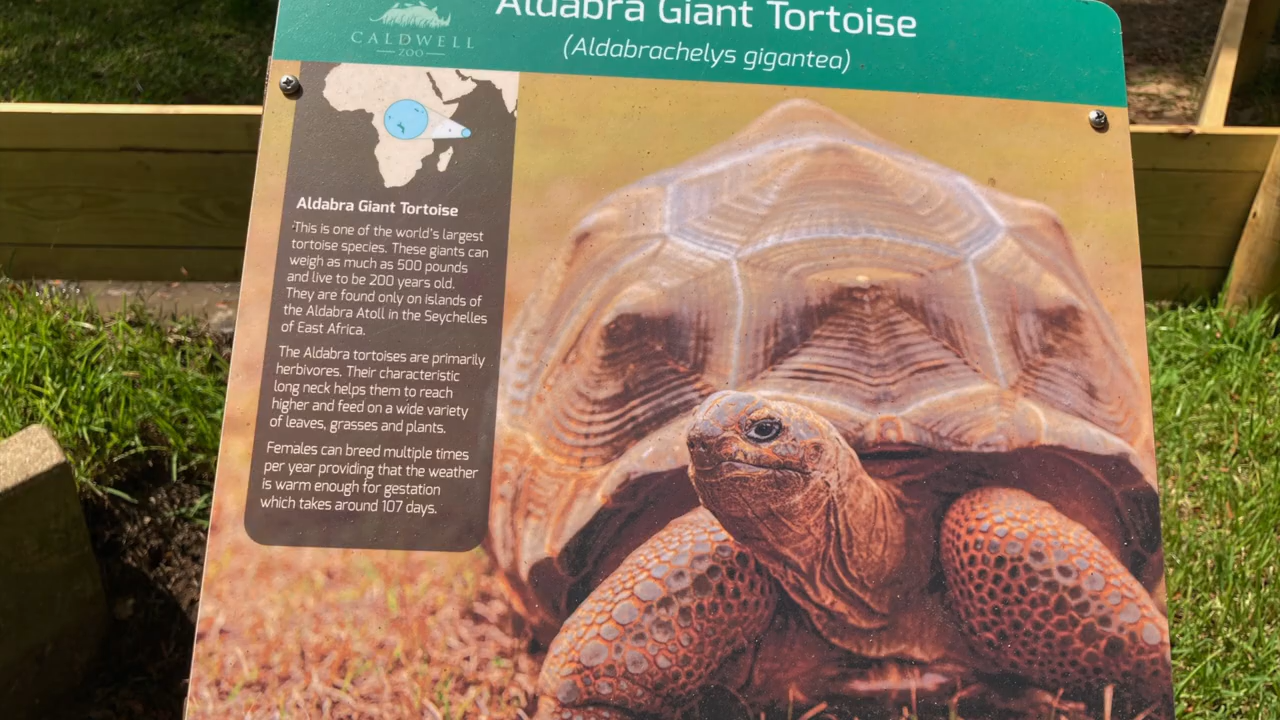 Aldabra Giant Tortoise
(Aldabrachelys gigantea)
CALDWELL
ZOO
Aldabra Giant Tortoise
This is one of the world's largest
tortoise species. These giants can
weigh as much as 500 pounds
and live to be 200 years old.
They are found only on islands of
the Aldabra Atoll in the Seychelles
of East Africa.
The Aldabra tortoises are primarily
herbivores. Their characteristic
long neck helps them to reach
higher and feed on a wide variety
of leaves, grasses and plants.
Females can breed multiple times
per year providing that the weather
is warm enough for gestation
which takes around 107 days.